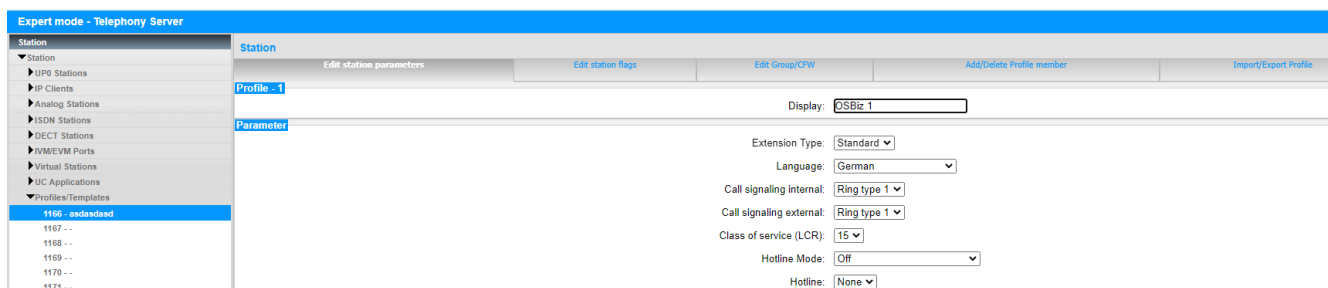 Expert mode - Telephony Server
Station
Station
UP0 Stations
IP Clients
Analog Stations
ISDN Stations
DECT Stations
IVM/EVM Ports
Virtual Stations
UC Applications
Profiles/Templates
1166 - asdasdasd
1167 - -
1168 - -
1169 - -
1170 - -
1171 - -
Station
Edit station parameters Edit station flags Edit Group/CFW Add/Delete Profile member Import/Export Profile
Profile - 1
Display: OSBiz 1
Parameter
Extension Type: Standard
Language: German
Call signaling internal: Ring type 1
Call signaling external: Ring type 1
Class of service (LCR): 15
Hotline Mode: Off
Hotline: None